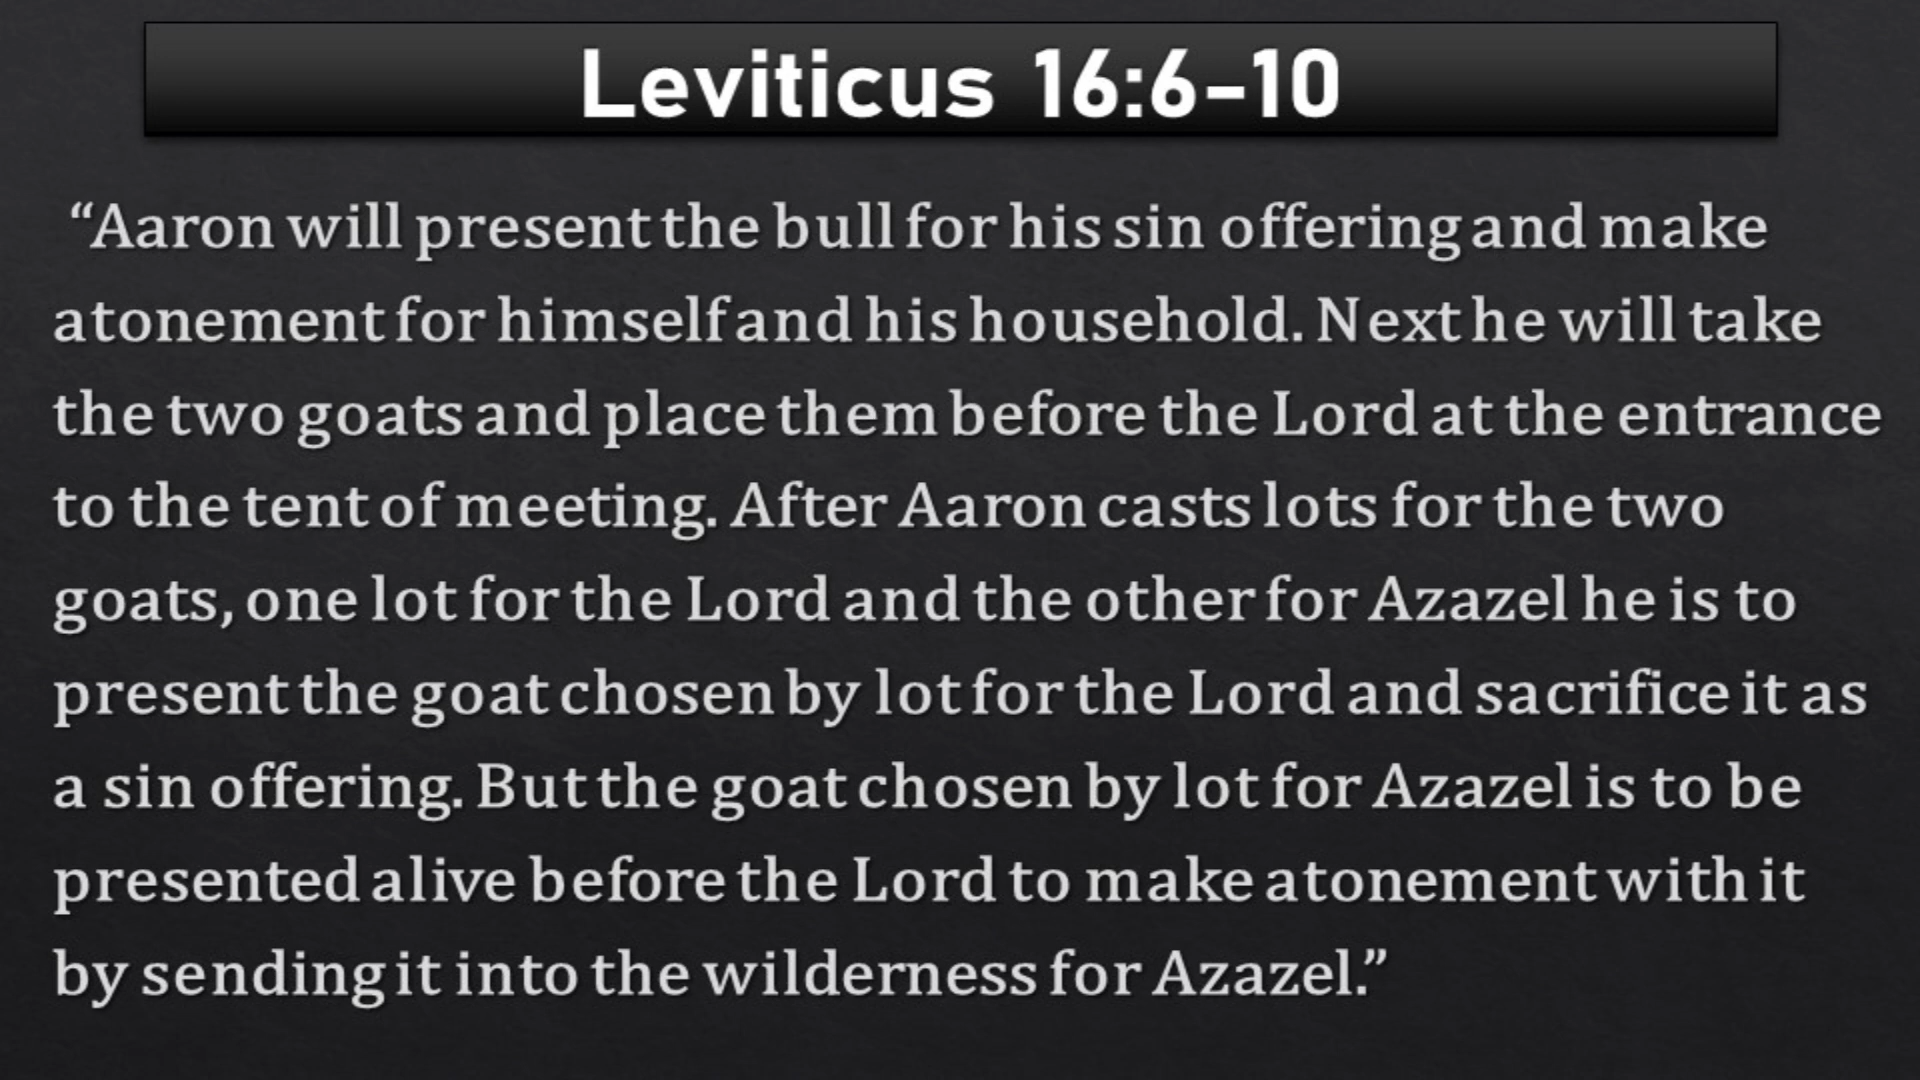 Leviticus 16:6-10
“Aaron will present the bull for his sin offering and make
atonement for himself and his household. Next he will take
the two goats and place them before the Lord at the entrance
to the tent of meeting. After Aaron casts lots for the two
goats, one lot for the Lord and the other for Azazel he is to
present the goat chosen by lot for the Lord and sacrifice it as
a sin offering. But the goat chosen by lot for Azazel is to be
presented alive before the Lord to make atonement with it
by sending it into the wilderness for Azazel.”